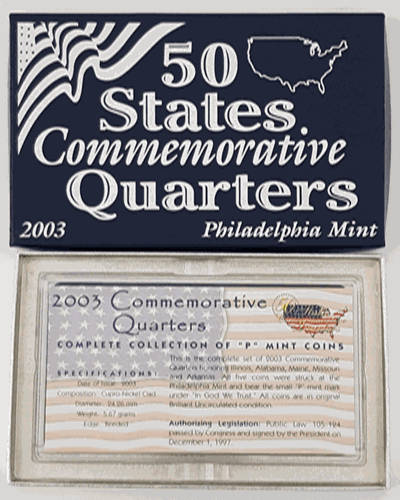 50
States
Commemorative
Quarters
2003 Philadelphia Mint
2003 Commemorative
Quarters
COMPLETE COLLECTION OF "P" MINT COINS
SPECIFICATIONS:
Date of Issue: 2003
Composition: Cupro-Nickel Clad
Diameter: 24.26 mm
Weight: 5.67 grams
Edge: Reeded
This is the complete set of 2003 Commemorative
Quarters honoring Illinois, Alabama, Maine, Missouri
and Arkansas. All five coins were struck at the
Philadelphia Mint and bear the small "P" mint mark
under "In God We Trust." All coins are in original
Brilliant Uncirculated condition.
Authorizing Legislation: Public Law 105-124
passed by Congress and signed by the President on
December 1, 1997.